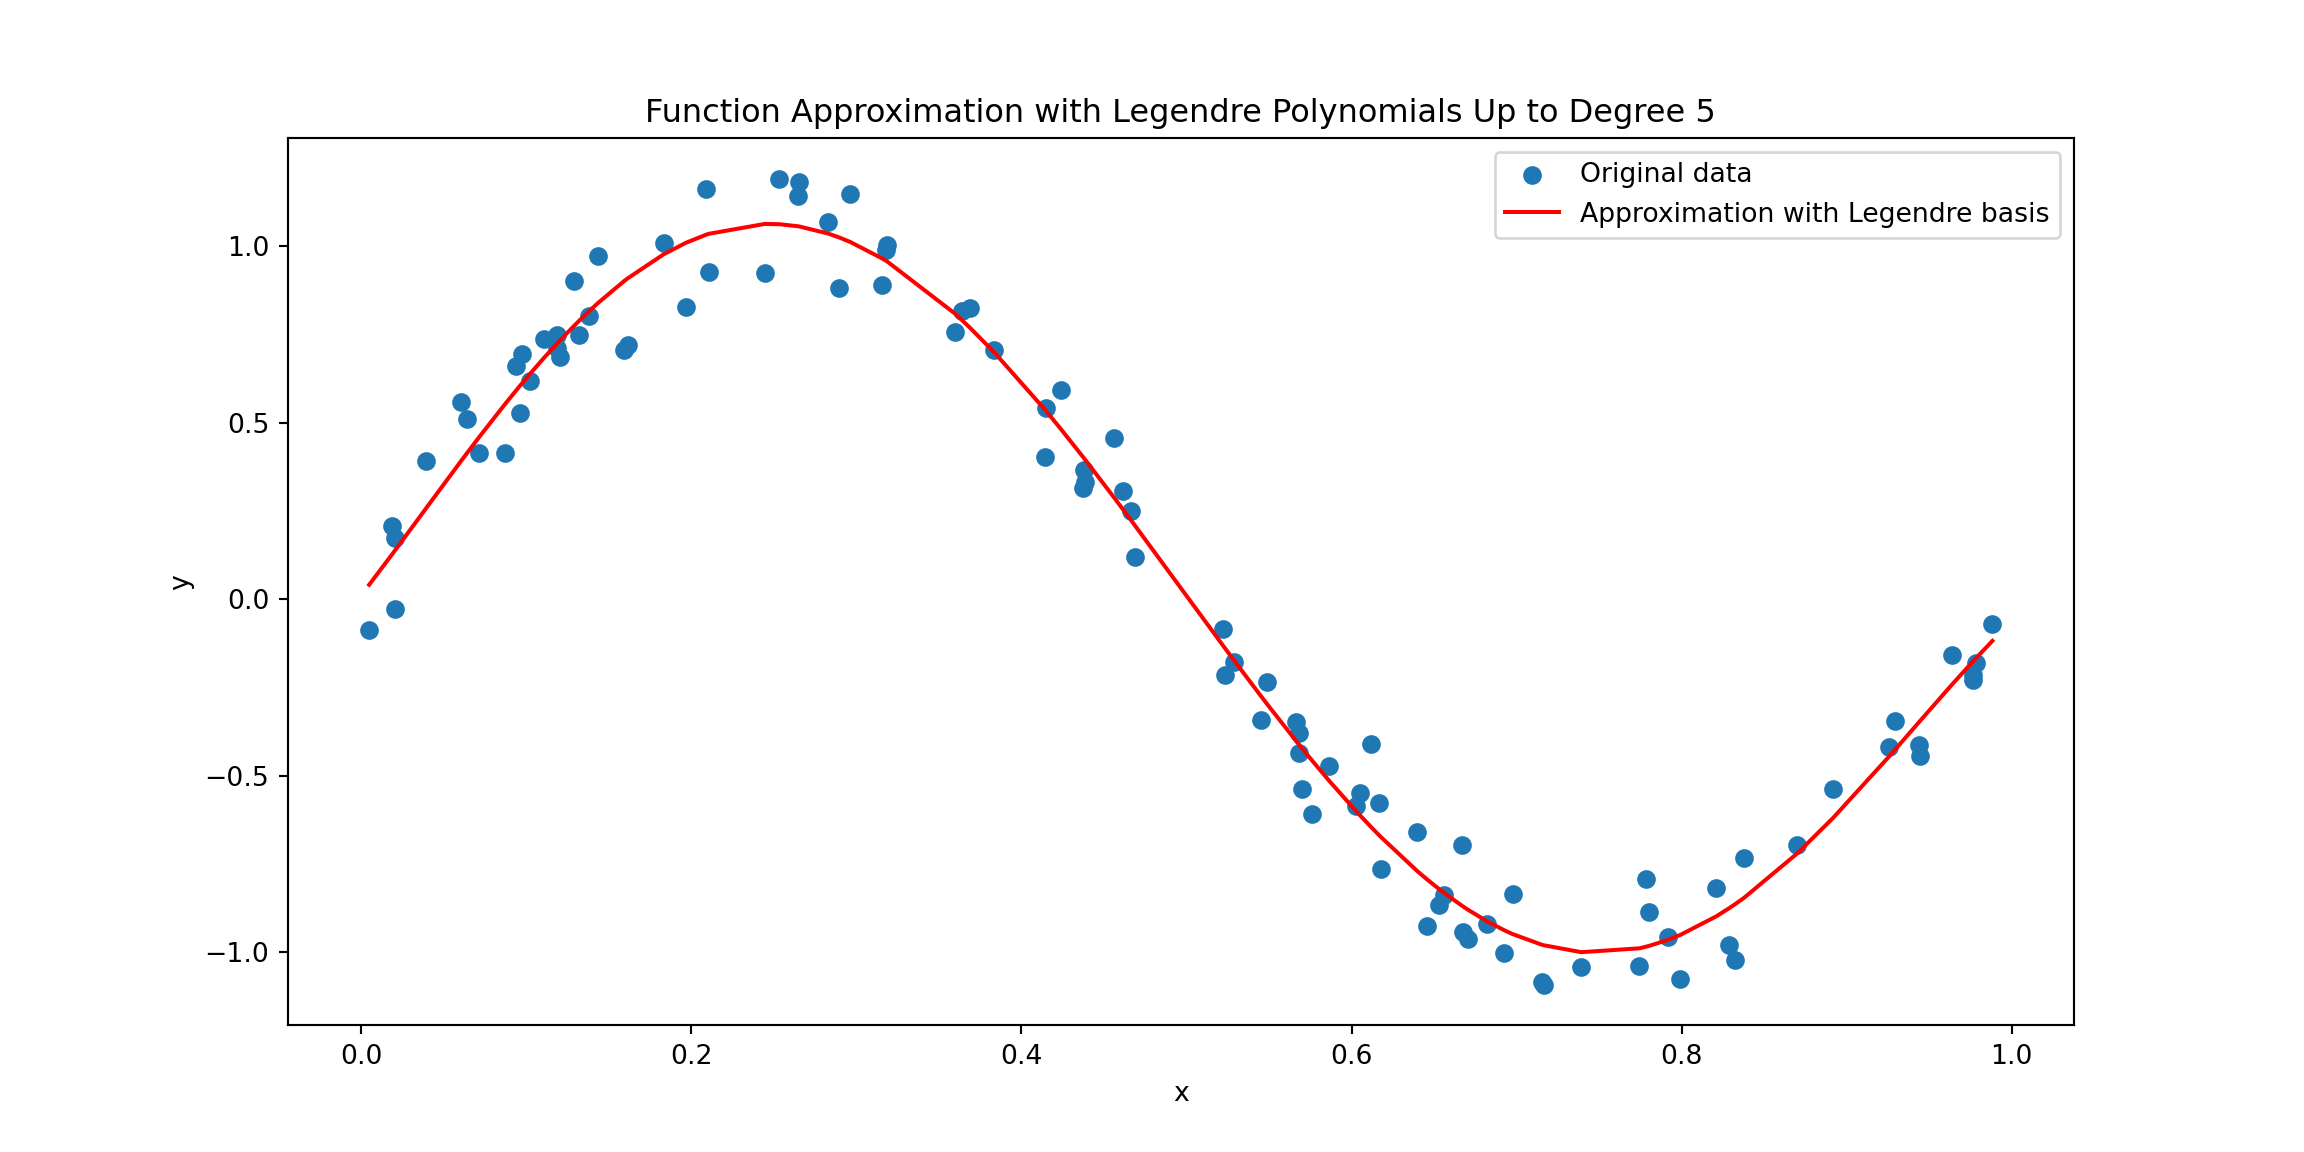 Function Approximation with Legendre Polynomials Up to Degree 5
Original data
Approximation with Legendre basis
1.0
0.5
0.0
−0.5
−1.0
y
0.0 0.2 0.4 0.6 0.8 1.0
x